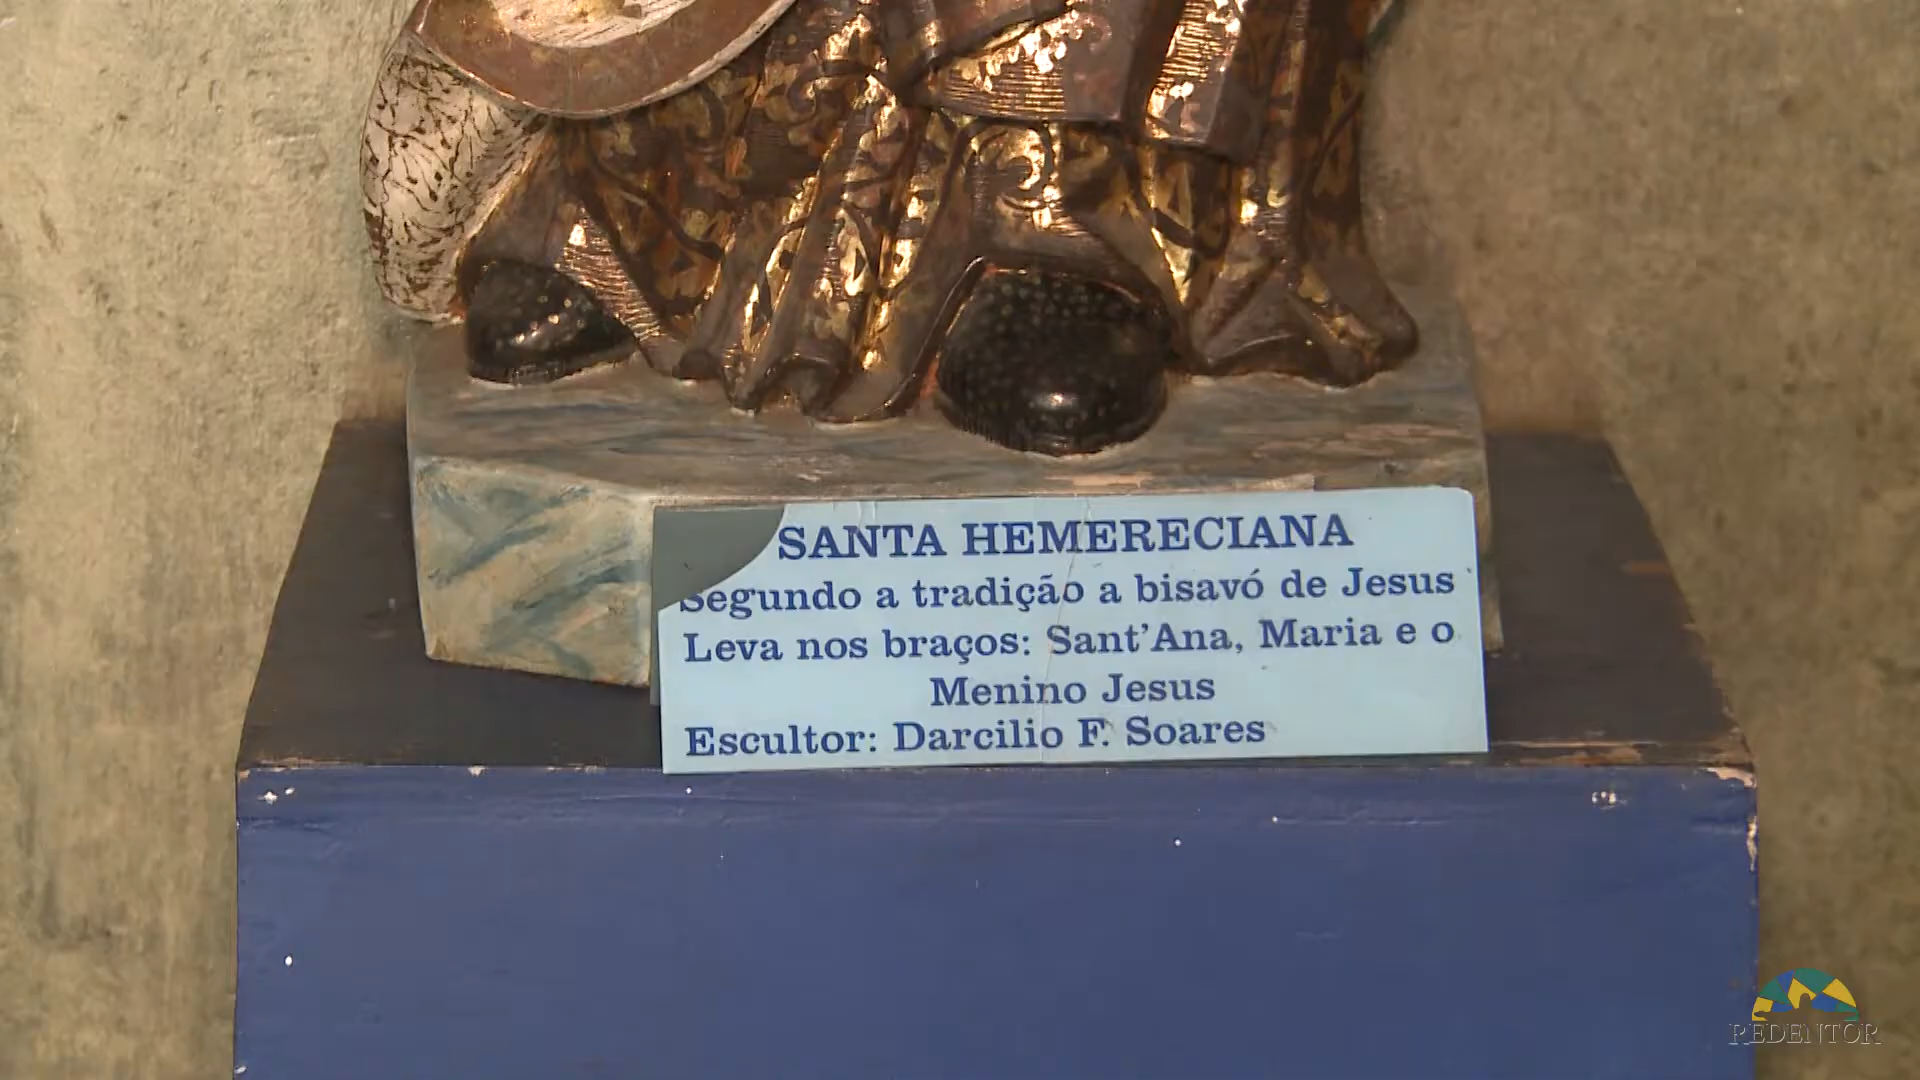 SANTA HEMERECIANA
Segundo a tradição a bisavó de Jesus
Leva nos braços: Sant'Ana, Maria e o
Menino Jesus
Escultor: Darcilio F. Soares
REDENTOR